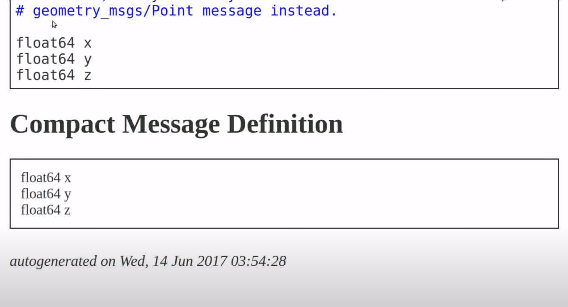 # geometry_msgs/Point message instead.
float64 x
float64 y
float64 z
Compact Message Definition
float64 x
float64 y
float64 z
autogenerated on Wed, 14 Jun 2017 03:54:28